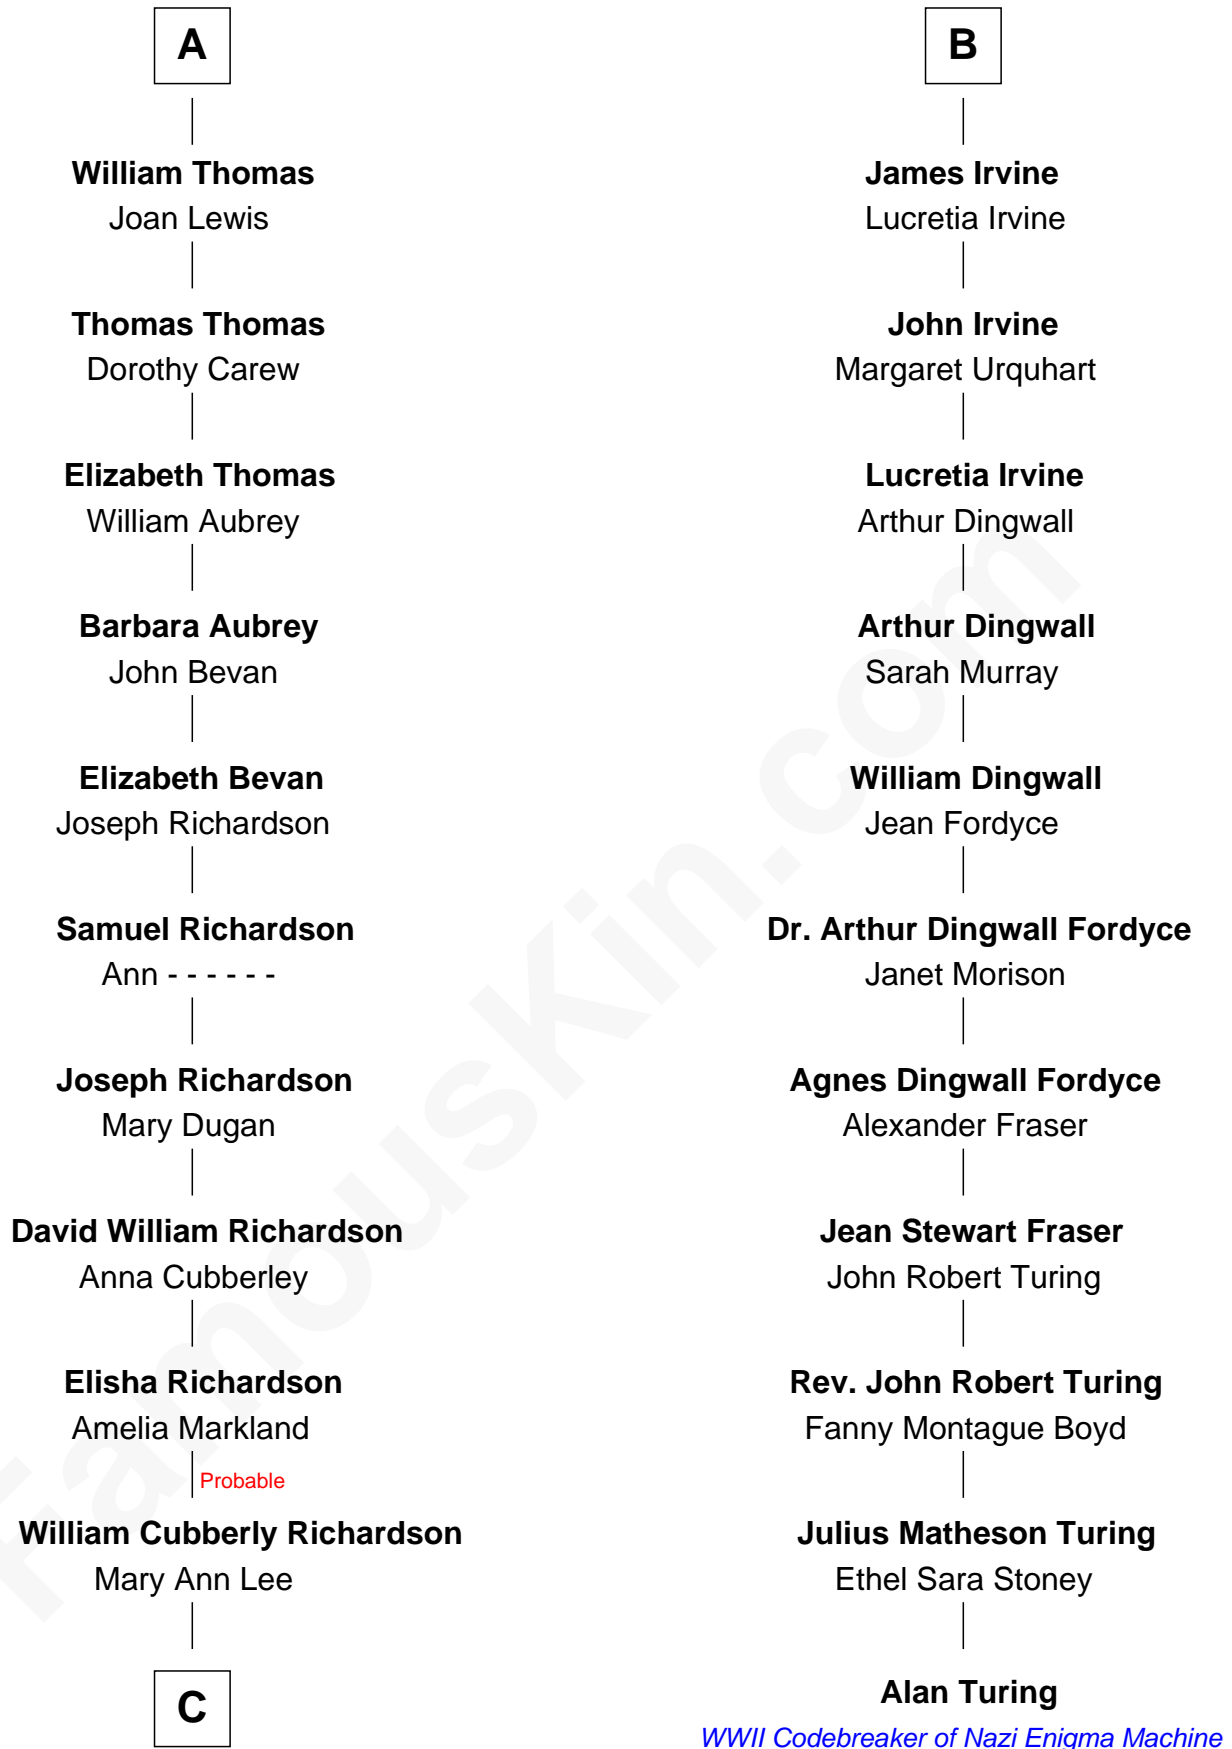 A
William Thomas
Joan Lewis
Thomas Thomas
Dorothy Carew
Elizabeth Thomas
William Aubrey
Barbara Aubrey
John Bevan
Elizabeth Bevan
Joseph Richardson
Samuel Richardson
Ann - - - - - -
Joseph Richardson
Mary Dugan
David William Richardson
Anna Cubberley
Elisha Richardson
Amelia Markland
Probable
William Cubberly Richardson
Mary Ann Lee
C
B
James Irvine
Lucretia Irvine
John Irvine
Margaret Urquhart
Lucretia Irvine
Arthur Dingwall
Arthur Dingwall
Sarah Murray
William Dingwall
Jean Fordyce
Dr. Arthur Dingwall Fordyce
Janet Morison
Agnes Dingwall Fordyce
Alexander Fraser
Jean Stewart Fraser
John Robert Turing
Rev. John Robert Turing
Fanny Montague Boyd
Julius Matheson Turing
Ethel Sara Stoney
Alan Turing
WWII Codebreaker of Nazi Enigma Machine
FamousKin.com